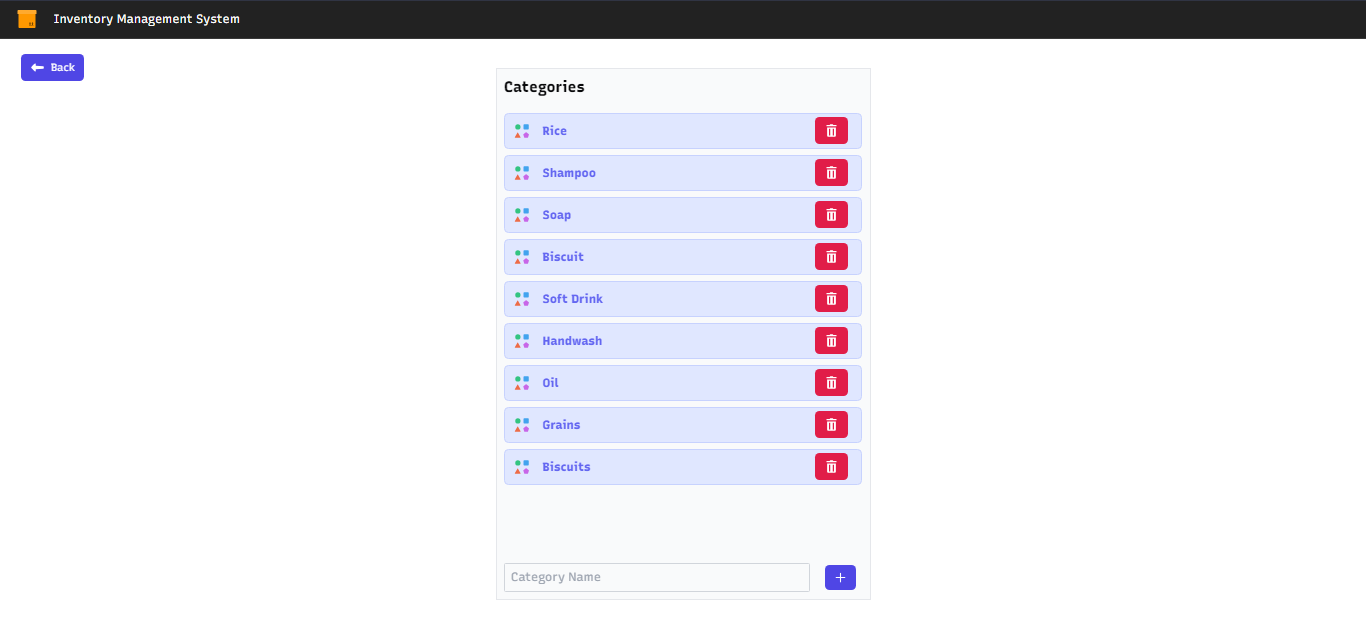 Inventory Management System
Back
Categories
Rice
Shampoo
Soap
Biscuit
Soft Drink
Handwash
Oil
Grains
Biscuits
Category Name